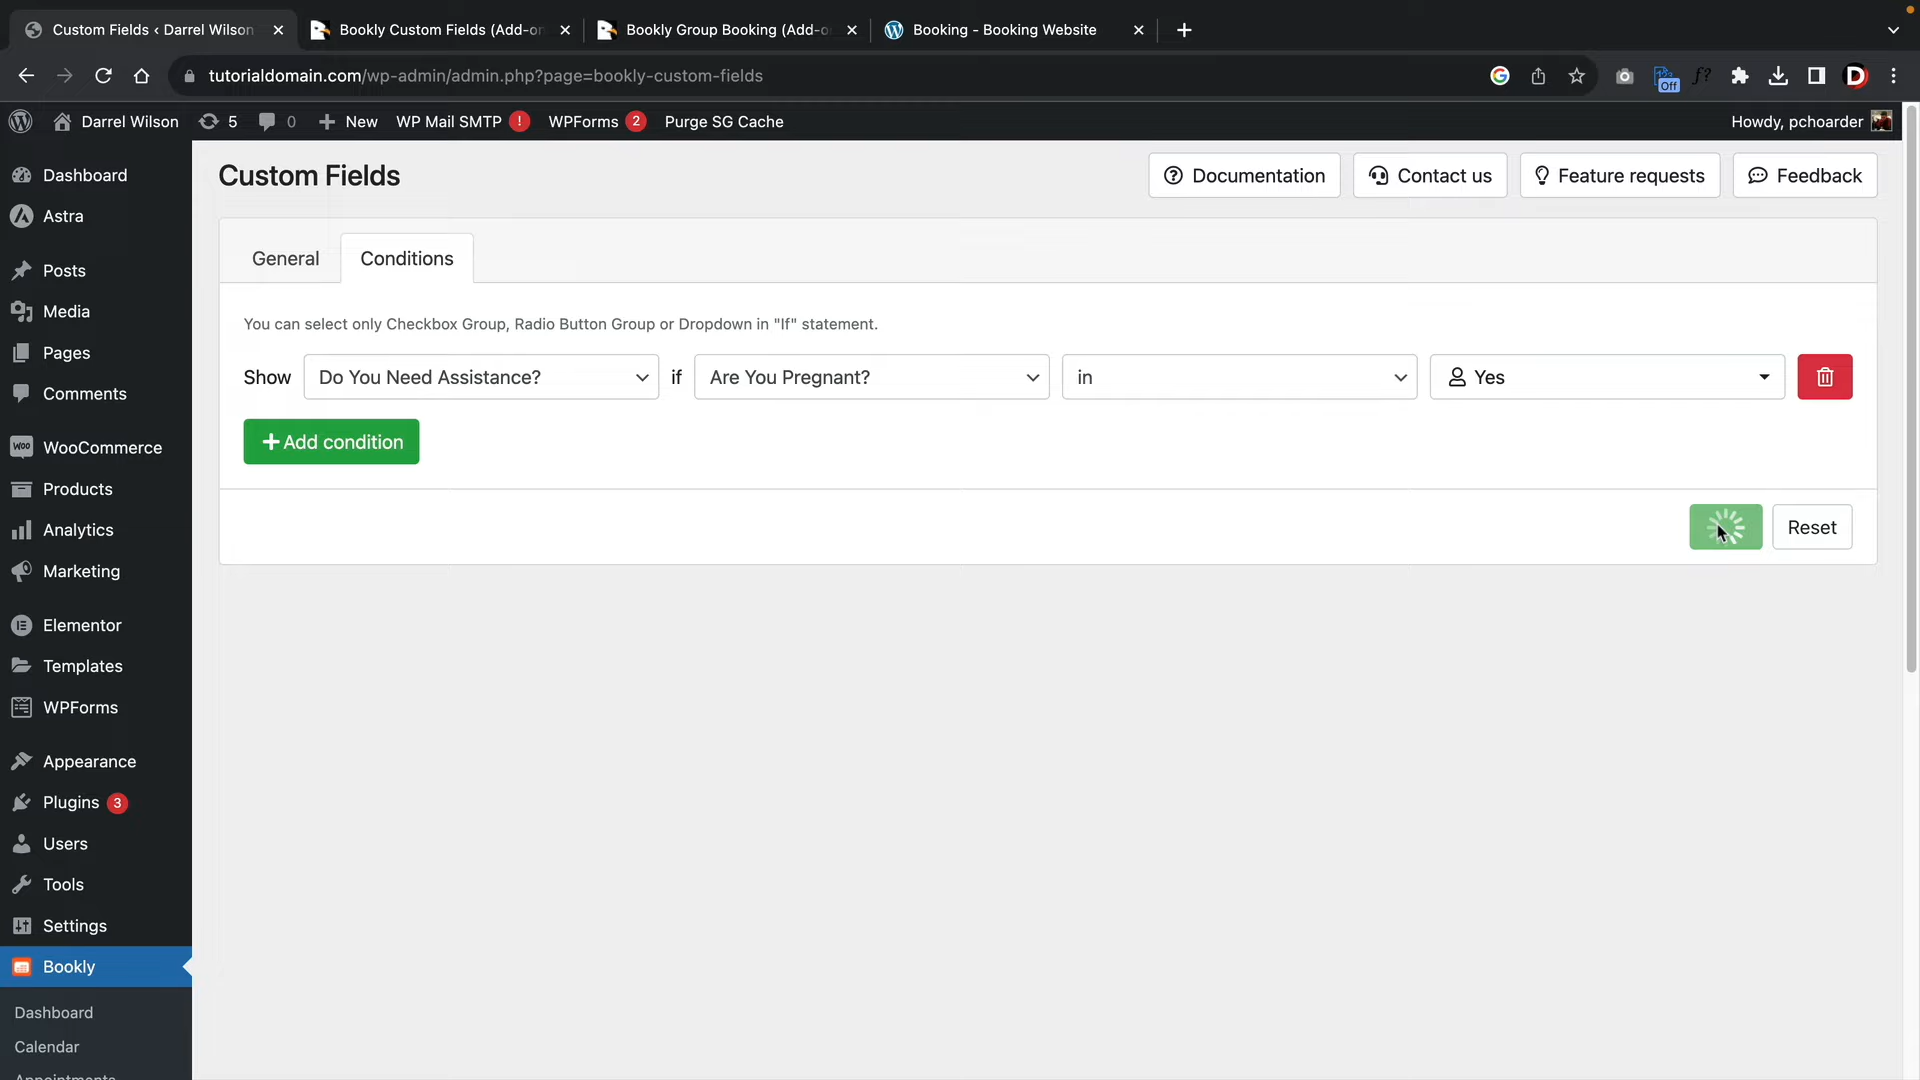 Custom Fields ‹ Darrel Wilson
Bookly Custom Fields (Add-on
Bookly Group Booking (Add-o
Booking - Booking Website
tutorialdomain.com/wp-admin/admin.php?page=bookly-custom-fields
Off
f?
D
Darrel Wilson
5
0
New
WP Mail SMTP
!
WPForms
2
Purge SG Cache
Howdy, pchoarder
Dashboard
Astra
Posts
Media
Pages
Comments
WooCommerce
Products
Analytics
Marketing
Elementor
Templates
WPForms
Appearance
Plugins 3
Users
Tools
Settings
Bookly
Dashboard
Calendar
Appointments
Custom Fields
Documentation
Contact us
Feature requests
Feedback
General
Conditions
You can select only Checkbox Group, Radio Button Group or Dropdown in "If" statement.
Show Do You Need Assistance? if Are You Pregnant? in Yes
Add condition
Reset